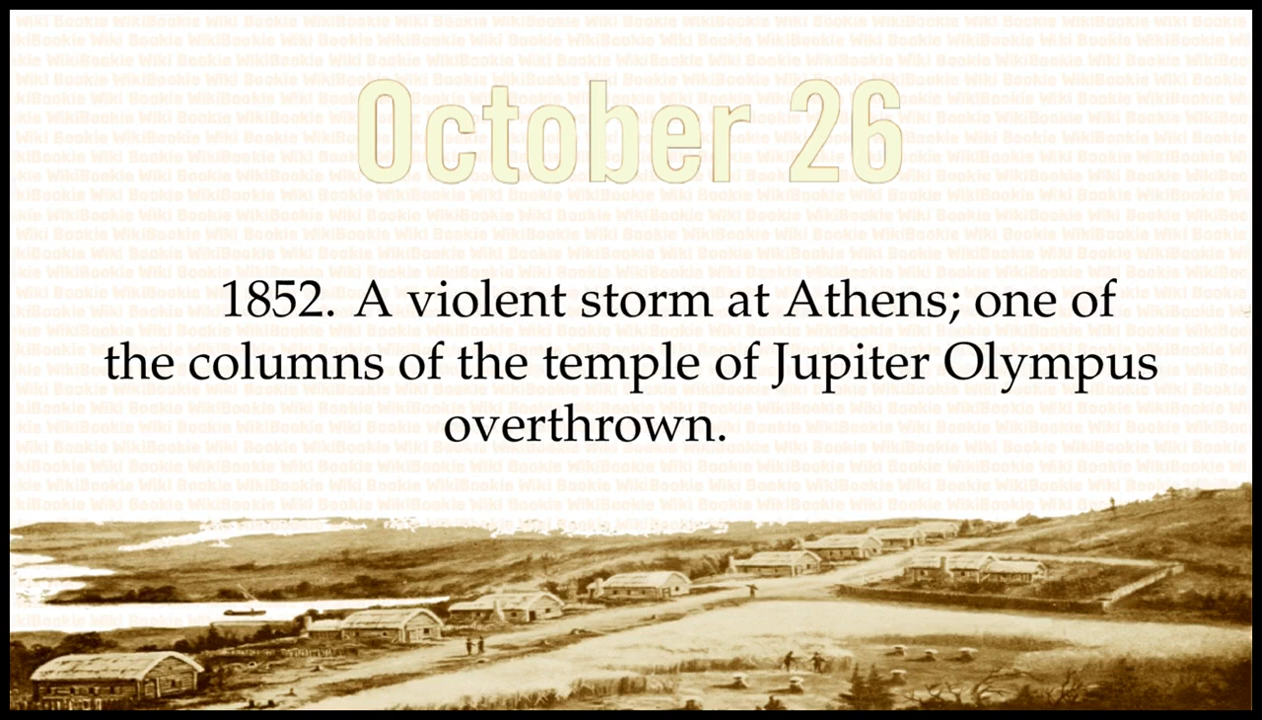 October 26
1852. A violent storm at Athens; one of
the columns of the temple of Jupiter Olympus
overthrown.